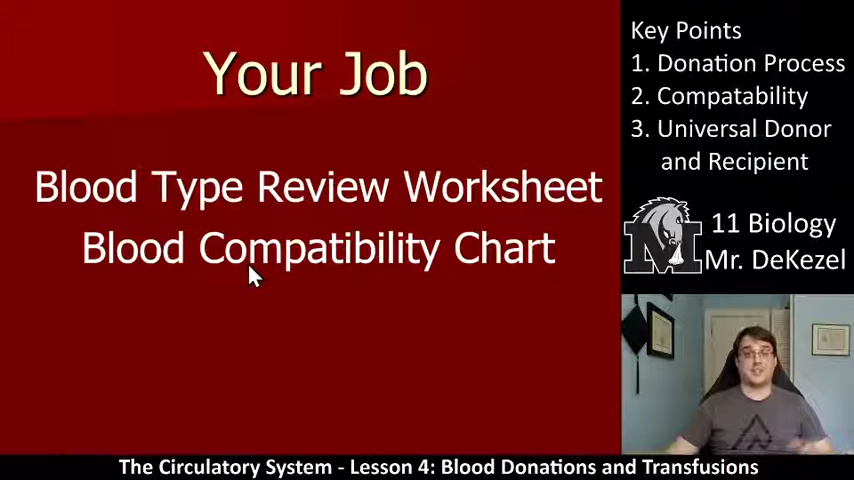 Your Job
Blood Type Review Worksheet
Blood Compatibility Chart
Key Points
1. Donation Process
2. Compatability
3. Universal Donor
and Recipient
M
11 Biology
Mr. DeKezel
The Circulatory System - Lesson 4: Blood Donations and Transfusions